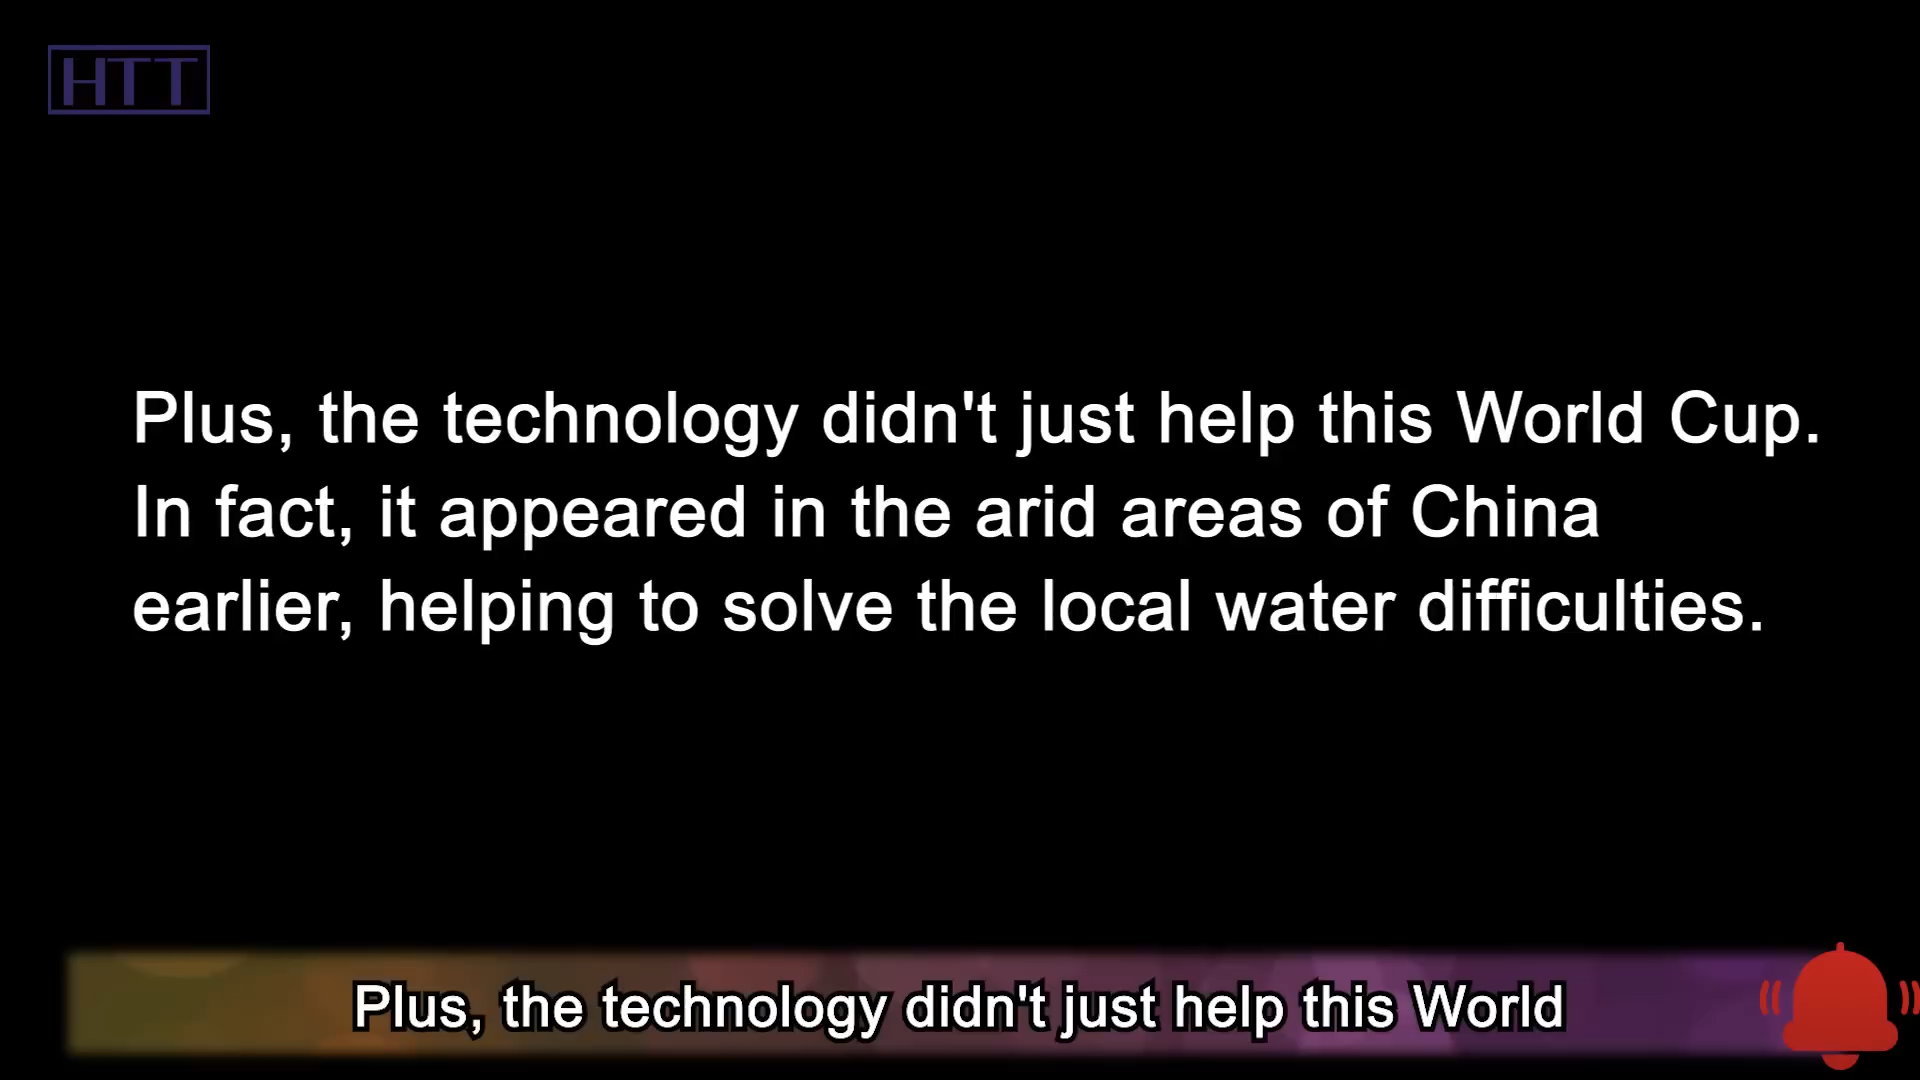 HTT
Plus, the technology didn't just help this World Cup.
In fact, it appeared in the arid areas of China
earlier, helping to solve the local water difficulties.
Plus, the technology didn't just help this World